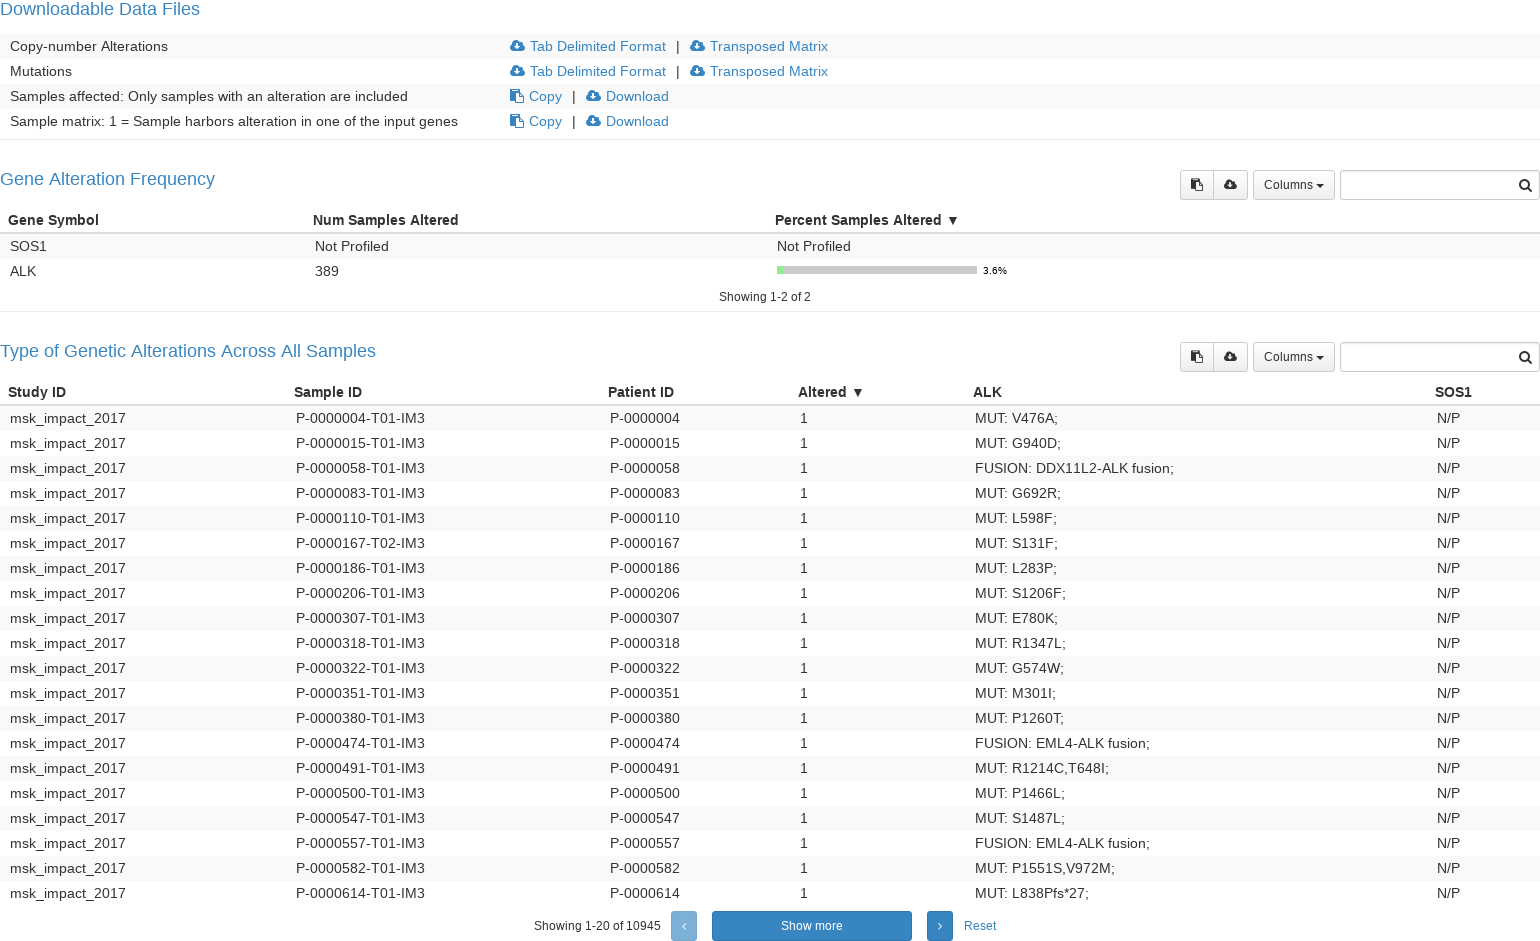 Downloadable Data Files
Copy-number Alterations Tab Delimited Format | Transposed Matrix
Mutations Tab Delimited Format | Transposed Matrix
Samples affected: Only samples with an alteration are included Copy | Download
Sample matrix: 1 = Sample harbors alteration in one of the input genes Copy | Download
Gene Alteration Frequency Columns
Gene Symbol Num Samples Altered Percent Samples Altered ▼
SOS1 Not Profiled Not Profiled
ALK 389 3.6%
Showing 1-2 of 2
Type of Genetic Alterations Across All Samples Columns
Study ID Sample ID Patient ID Altered ▼ ALK SOS1
msk_impact_2017 P-0000004-T01-IM3 P-0000004 1 MUT: V476A; N/P
msk_impact_2017 P-0000015-T01-IM3 P-0000015 1 MUT: G940D; N/P
msk_impact_2017 P-0000058-T01-IM3 P-0000058 1 FUSION: DDX11L2-ALK fusion; N/P
msk_impact_2017 P-0000083-T01-IM3 P-0000083 1 MUT: G692R; N/P
msk_impact_2017 P-0000110-T01-IM3 P-0000110 1 MUT: L598F; N/P
msk_impact_2017 P-0000167-T02-IM3 P-0000167 1 MUT: S131F; N/P
msk_impact_2017 P-0000186-T01-IM3 P-0000186 1 MUT: L283P; N/P
msk_impact_2017 P-0000206-T01-IM3 P-0000206 1 MUT: S1206F; N/P
msk_impact_2017 P-0000307-T01-IM3 P-0000307 1 MUT: E780K; N/P
msk_impact_2017 P-0000318-T01-IM3 P-0000318 1 MUT: R1347L; N/P
msk_impact_2017 P-0000322-T01-IM3 P-0000322 1 MUT: G574W; N/P
msk_impact_2017 P-0000351-T01-IM3 P-0000351 1 MUT: M301I; N/P
msk_impact_2017 P-0000380-T01-IM3 P-0000380 1 MUT: P1260T; N/P
msk_impact_2017 P-0000474-T01-IM3 P-0000474 1 FUSION: EML4-ALK fusion; N/P
msk_impact_2017 P-0000491-T01-IM3 P-0000491 1 MUT: R1214C,T648I; N/P
msk_impact_2017 P-0000500-T01-IM3 P-0000500 1 MUT: P1466L; N/P
msk_impact_2017 P-0000547-T01-IM3 P-0000547 1 MUT: S1487L; N/P
msk_impact_2017 P-0000557-T01-IM3 P-0000557 1 FUSION: EML4-ALK fusion; N/P
msk_impact_2017 P-0000582-T01-IM3 P-0000582 1 MUT: P1551S,V972M; N/P
msk_impact_2017 P-0000614-T01-IM3 P-0000614 1 MUT: L838Pfs*27; N/P
Showing 1-20 of 10945 ‹ Show more › Reset